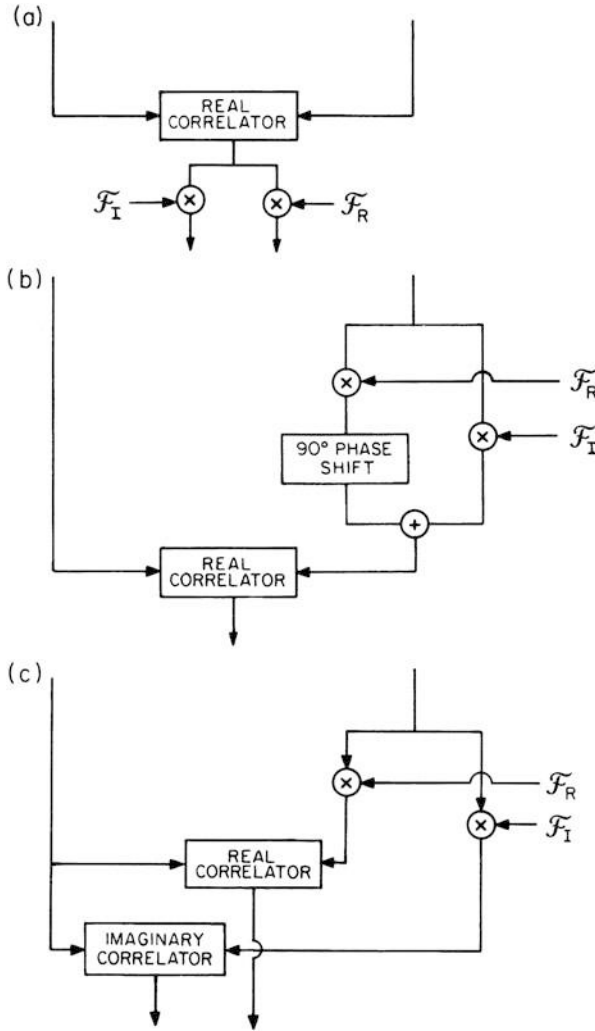 (a)
REAL
CORRELATOR
× ×
ℱI ℱR
(b)
× ℱR
× ℱI
90° PHASE
SHIFT
+
REAL
CORRELATOR
(c)
× ℱR
× ℱI
REAL
CORRELATOR
IMAGINARY
CORRELATOR